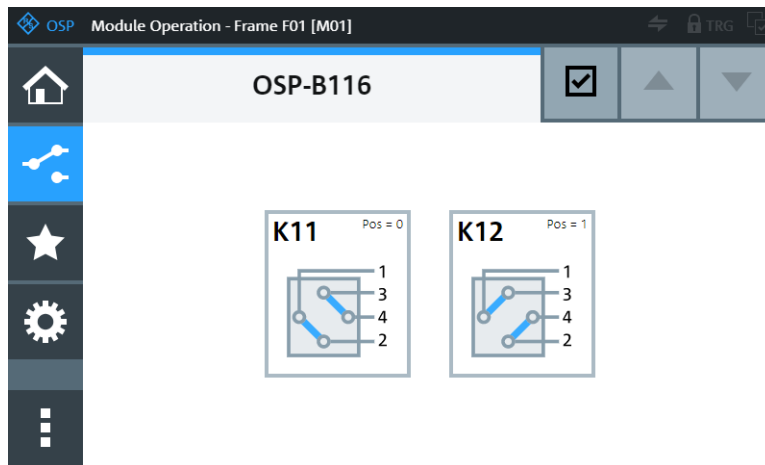 OSP Module Operation - Frame F01 [M01] TRG
OSP-B116
K11 Pos = 0 K12 Pos = 1
1 1
3 3
4 4
2 2